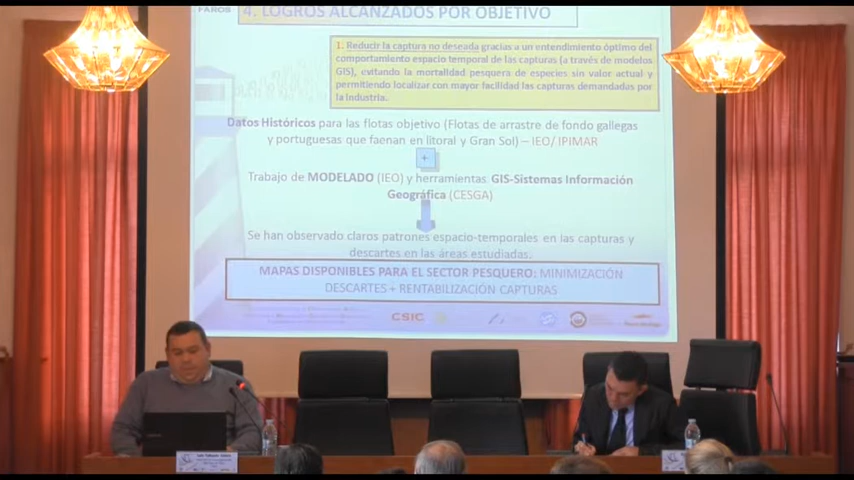 FAROS
4. LOGROS ALCANZADOS POR OBJETIVO
1. Reducir la captura no deseada gracias a un entendimiento óptimo del
comportamiento espacio temporal de las capturas (a través de modelos
GIS), evitando la mortalidad pesquera de especies sin valor actual y
permitiendo localizar con mayor facilidad las capturas demandadas por
la industria.
Datos Históricos para las flotas objetivo (Flotas de arrastre de fondo gallegas
y portuguesas que faenan en litoral y Gran Sol) – IEO/ IPIMAR
+
Trabajo de MODELADO (IEO) y herramientas GIS-Sistemas Información
Geográfica (CESGA)
Se han observado claros patrones espacio-temporales en las capturas y
descartes en las áreas estudiadas.
MAPAS DISPONIBLES PARA EL SECTOR PESQUERO: MINIMIZACIÓN
DESCARTES + RENTABILIZACIÓN CAPTURAS
CSIC